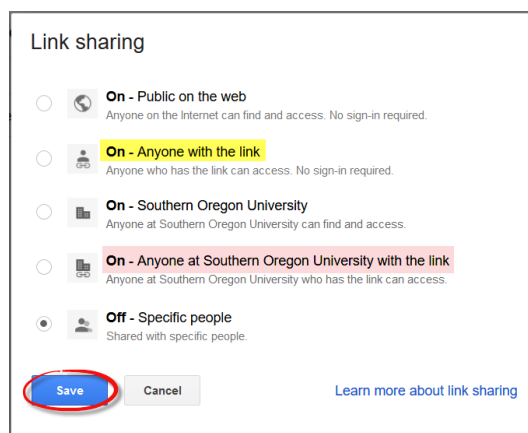 Link sharing
On - Public on the web
Anyone on the Internet can find and access. No sign-in required.
On - Anyone with the link
Anyone who has the link can access. No sign-in required.
On - Southern Oregon University
Anyone at Southern Oregon University can find and access.
On - Anyone at Southern Oregon University with the link
Anyone at Southern Oregon University who has the link can access.
Off - Specific people
Shared with specific people.
Save Cancel Learn more about link sharing